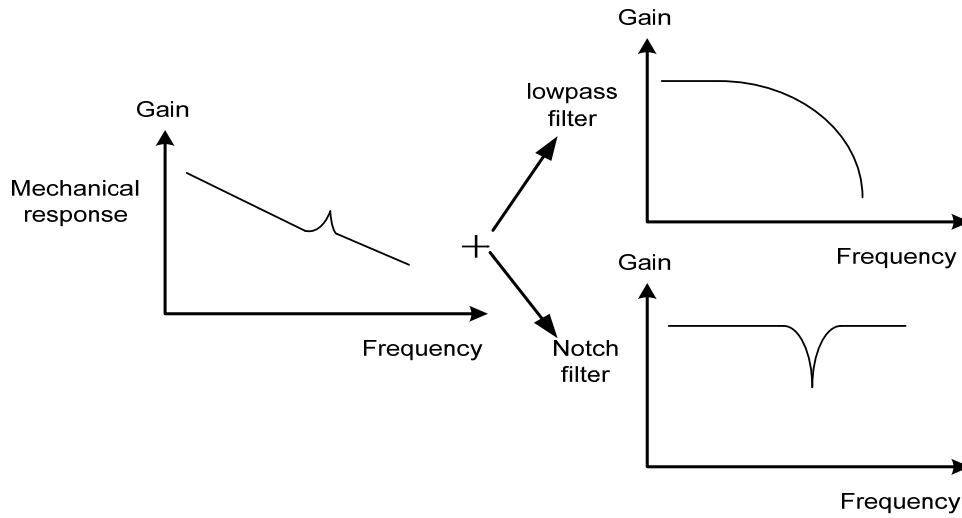 Gain
Mechanical
response
Frequency
lowpass
filter
Notch
filter
Gain
Frequency
Gain
Frequency